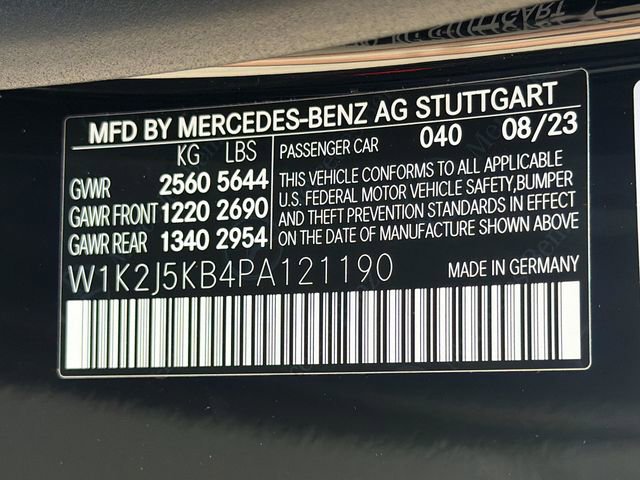 MFD BY MERCEDES-BENZ AG STUTTGART
KG LBS
GVWR 2560 5644
GAWR FRONT 1220 2690
GAWR REAR 1340 2954
PASSENGER CAR 040 08/23
THIS VEHICLE CONFORMS TO ALL APPLICABLE
U.S. FEDERAL MOTOR VEHICLE SAFETY,BUMPER
AND THEFT PREVENTION STANDARDS IN EFFECT
ON THE DATE OF MANUFACTURE SHOWN ABOVE
W1K2J5KB4PA121190
MADE IN GERMANY